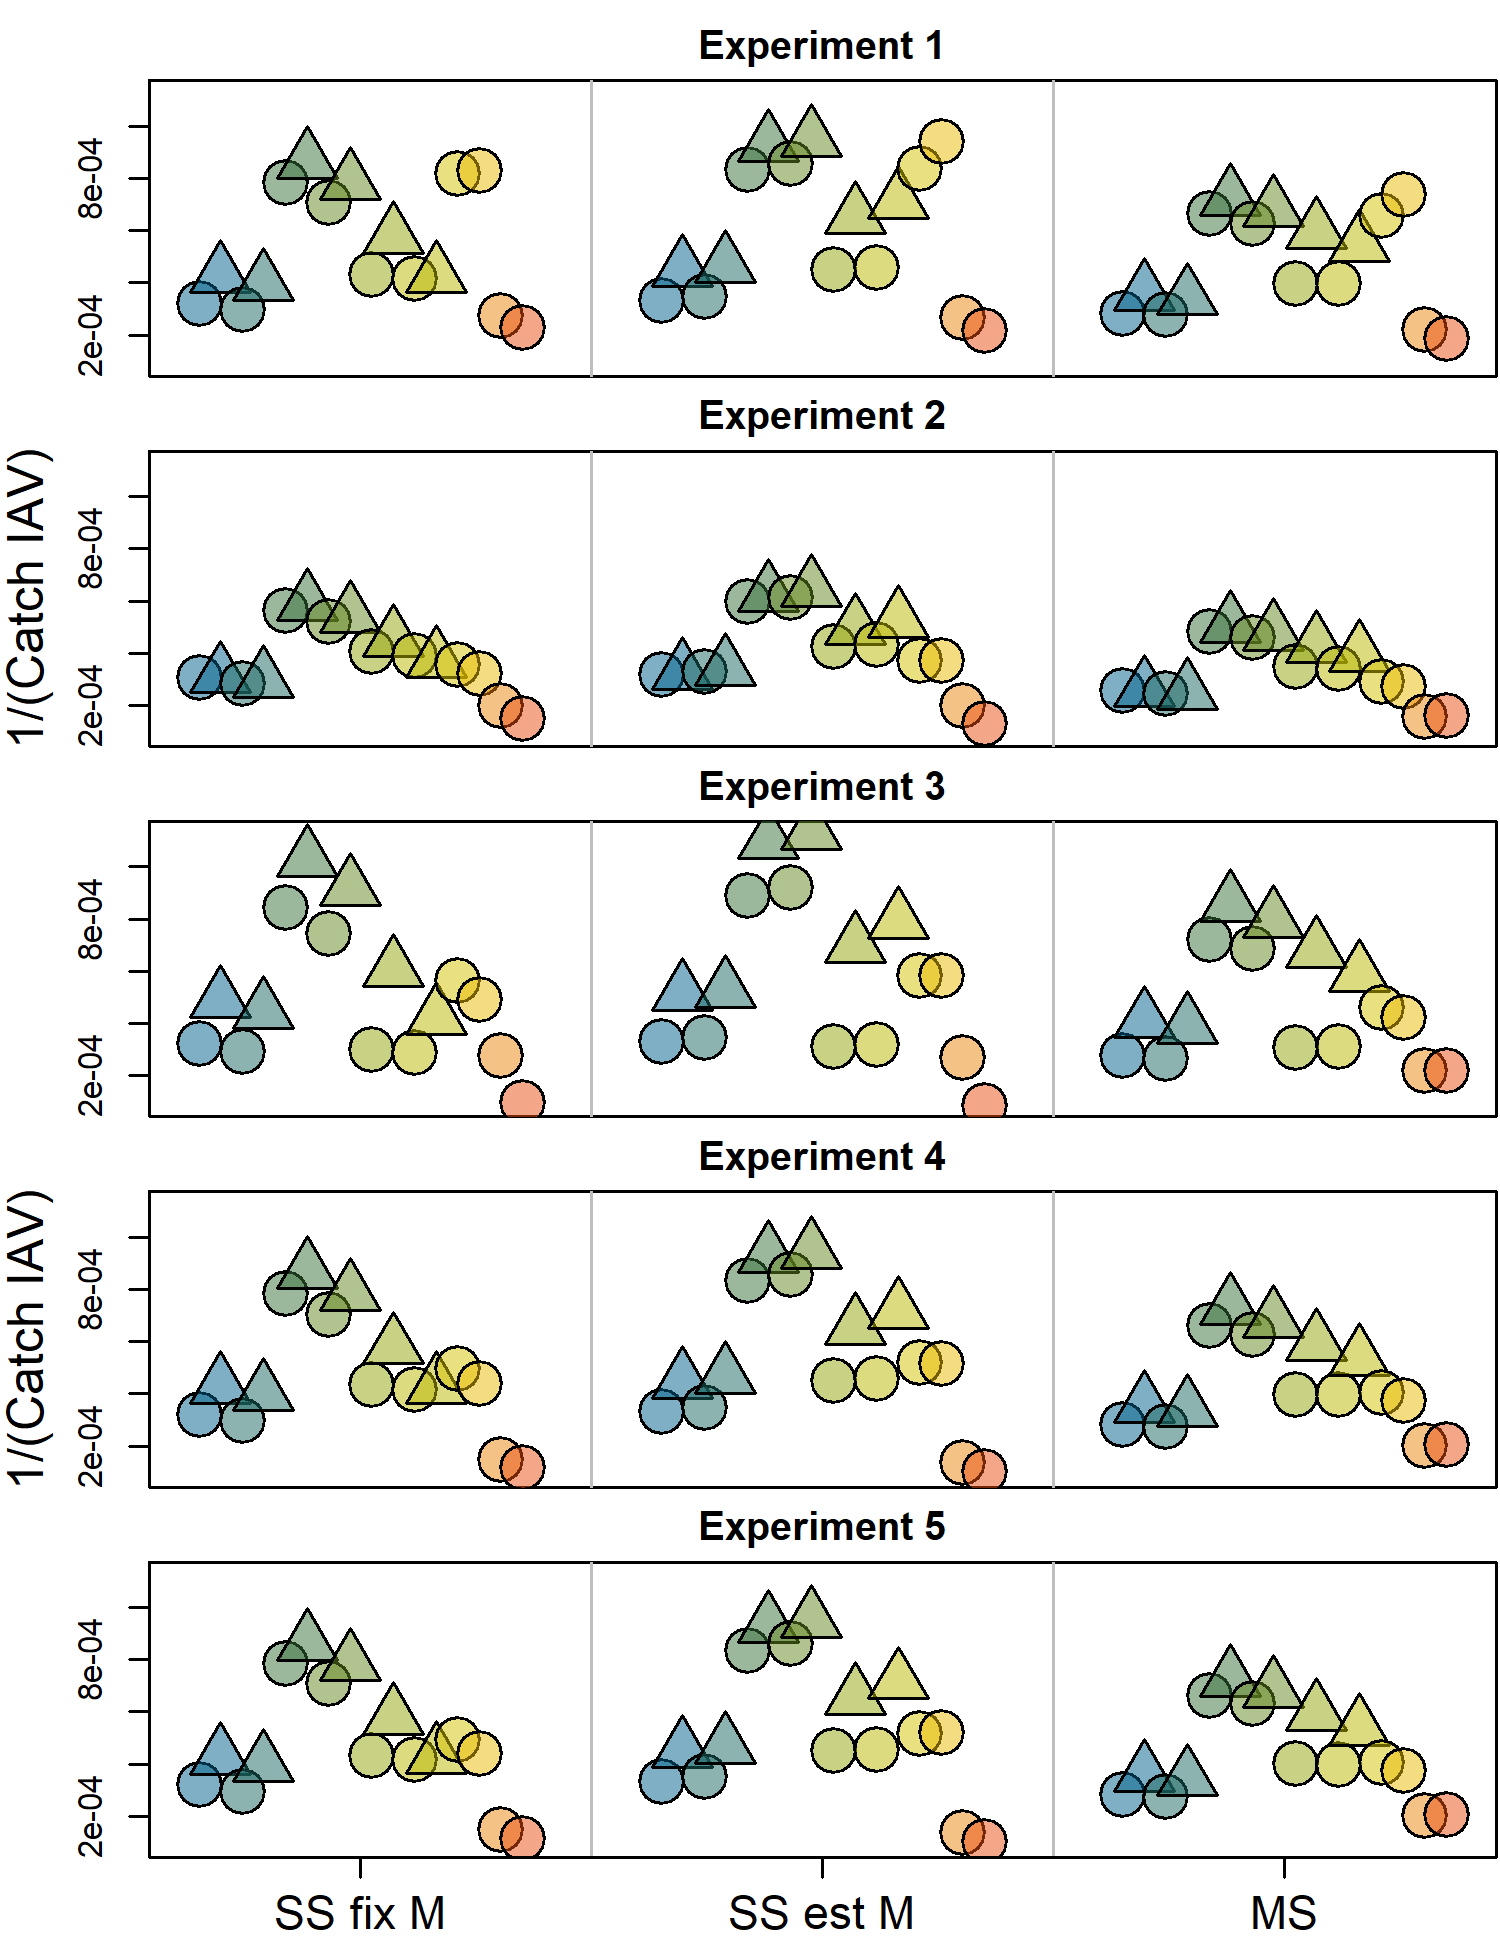 Experiment 1
8e-04
2e-04
Experiment 2
1/(Catch IAV)
8e-04
2e-04
Experiment 3
8e-04
2e-04
Experiment 4
1/(Catch IAV)
8e-04
2e-04
Experiment 5
8e-04
2e-04
SS fix M SS est M MS